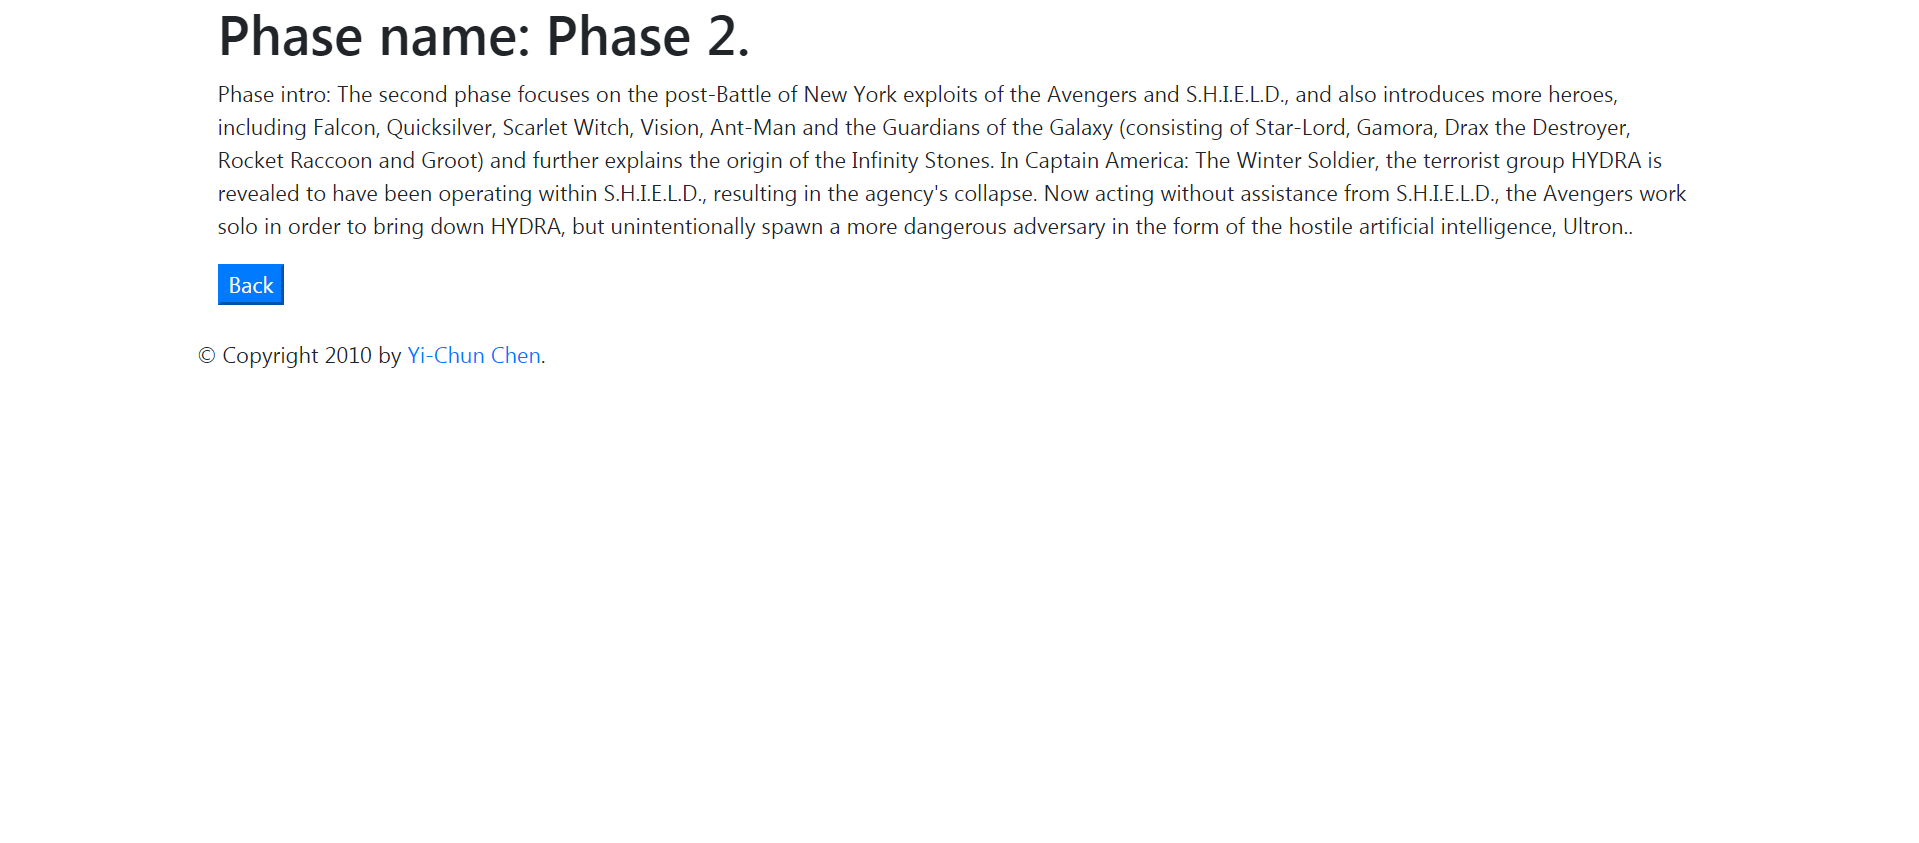 Phase name: Phase 2.
Phase intro: The second phase focuses on the post-Battle of New York exploits of the Avengers and S.H.I.E.L.D., and also introduces more heroes,
including Falcon, Quicksilver, Scarlet Witch, Vision, Ant-Man and the Guardians of the Galaxy (consisting of Star-Lord, Gamora, Drax the Destroyer,
Rocket Raccoon and Groot) and further explains the origin of the Infinity Stones. In Captain America: The Winter Soldier, the terrorist group HYDRA is
revealed to have been operating within S.H.I.E.L.D., resulting in the agency's collapse. Now acting without assistance from S.H.I.E.L.D., the Avengers work
solo in order to bring down HYDRA, but unintentionally spawn a more dangerous adversary in the form of the hostile artificial intelligence, Ultron..
Back
© Copyright 2010 by Yi-Chun Chen.